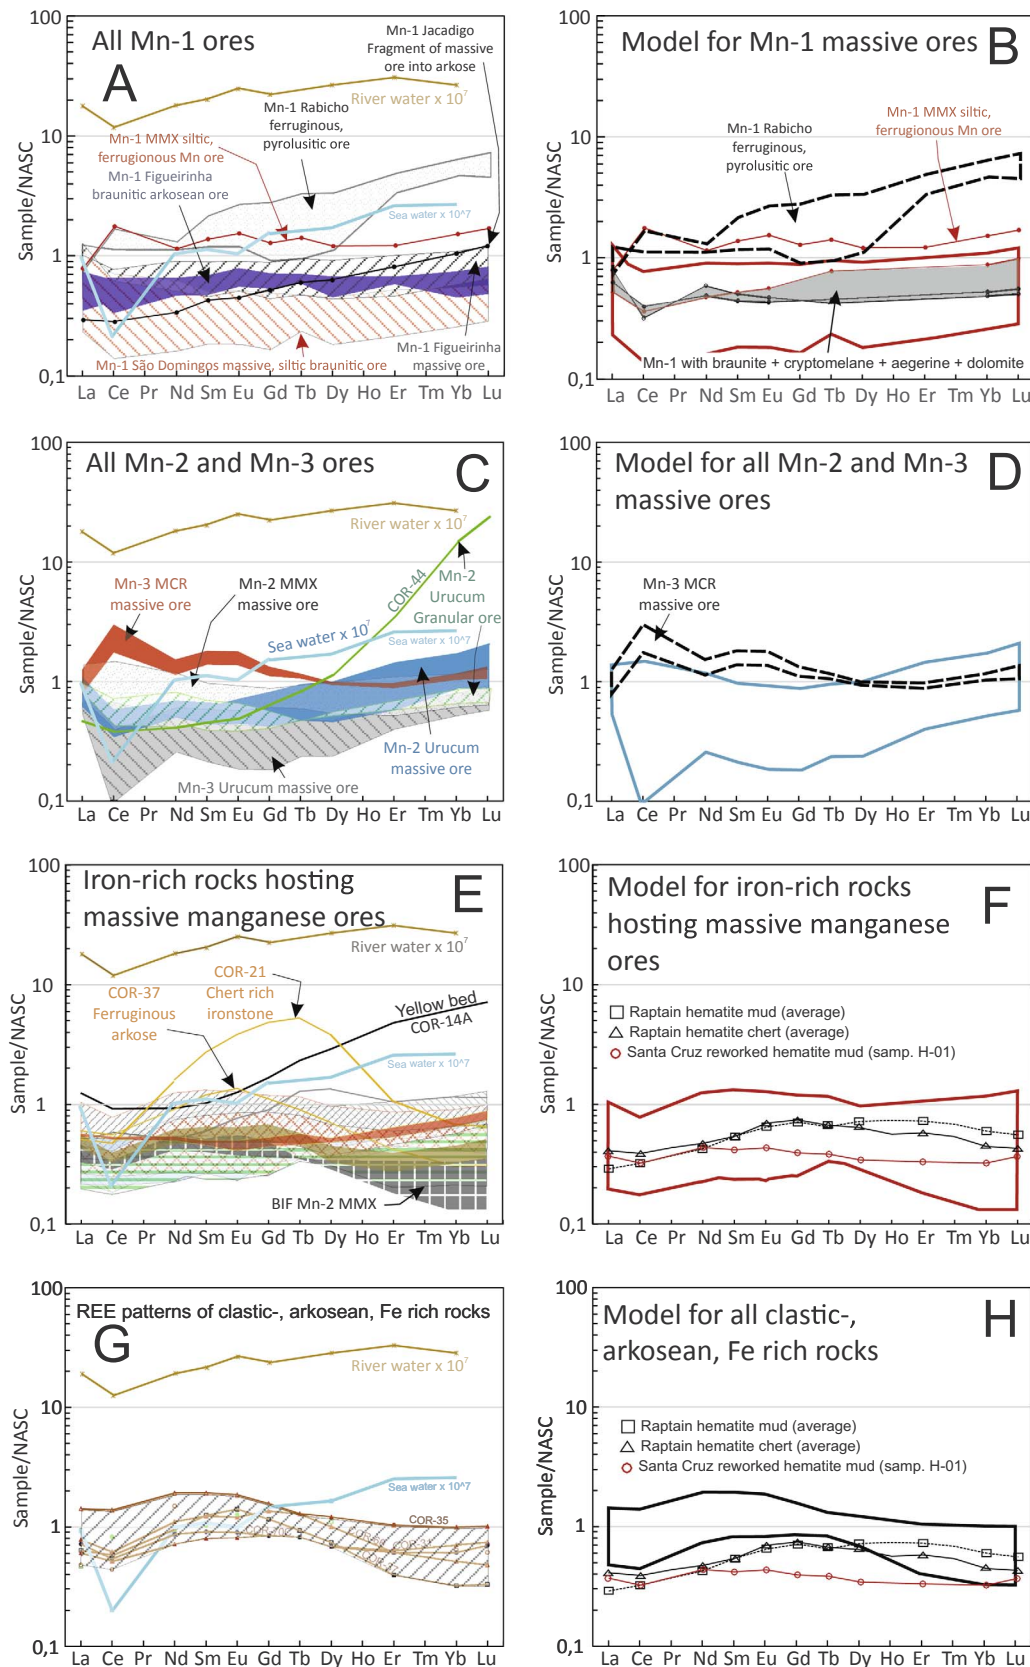 100
All Mn-1 ores
A
Mn-1 Jacadigo
Fragment of massive
ore into arkose
River water x 10⁷
Mn-1 Rabicho
ferruginous,
pyrolusitic ore
Mn-1 MMX siltic,
ferrugionous Mn ore
Mn-1 Figueirinha
braunitic arkosean ore
Sea water x 10^7
Mn-1 Figueirinha
massive ore
Mn-1 São Domingos massive, siltic braunitic ore
10
1
0,1
Sample/NASC
La Ce Pr Nd Sm Eu Gd Tb Dy Ho Er Tm Yb Lu
100
Model for Mn-1 massive ores
B
Mn-1 MMX siltic,
ferrugionous Mn ore
Mn-1 Rabicho
ferruginous,
pyrolusitic ore
Mn-1 with braunite + cryptomelane + aegerine + dolomite
10
1
0,1
Sample/NASC
La Ce Pr Nd Sm Eu Gd Tb Dy Ho Er Tm Yb Lu
100
All Mn-2 and Mn-3 ores
C
River water x 10⁷
Mn-3 MCR
massive ore
Mn-2 MMX
massive ore
COR-44
Mn-2
Urucum
Granular ore
Sea water x 10⁷
Sea water x 10^7
Mn-2 Urucum
massive ore
Mn-3 Urucum massive ore
10
1
0,1
Sample/NASC
La Ce Pr Nd Sm Eu Gd Tb Dy Ho Er Tm Yb Lu
100
Model for all Mn-2 and Mn-3
massive ores
D
Mn-3 MCR
massive ore
10
1
0,1
Sample/NASC
La Ce Pr Nd Sm Eu Gd Tb Dy Ho Er Tm Yb Lu
100
Iron-rich rocks hosting
massive manganese ores
E
River water x 10⁷
COR-21
Chert rich
ironstone
COR-37
Ferruginous
arkose
Yellow bed
COR-14A
Sea water x 10^7
BIF Mn-2 MMX
10
1
0,1
Sample/NASC
La Ce Pr Nd Sm Eu Gd Tb Dy Ho Er Tm Yb Lu
100
Model for iron-rich rocks
hosting massive manganese
ores
F
Raptain hematite mud (average)
Raptain hematite chert (average)
Santa Cruz reworked hematite mud (samp. H-01)
10
1
0,1
Sample/NASC
La Ce Pr Nd Sm Eu Gd Tb Dy Ho Er Tm Yb Lu
100
REE patterns of clastic-, arkosean, Fe rich rocks
G
River water x 10⁷
Sea water x 10^7
COR-35
10
1
0,1
Sample/NASC
La Ce Pr Nd Sm Eu Gd Tb Dy Ho Er Tm Yb Lu
100
Model for all clastic-,
arkosean, Fe rich rocks
H
Raptain hematite mud (average)
Raptain hematite chert (average)
Santa Cruz reworked hematite mud (samp. H-01)
10
1
0,1
Sample/NASC
La Ce Pr Nd Sm Eu Gd Tb Dy Ho Er Tm Yb Lu